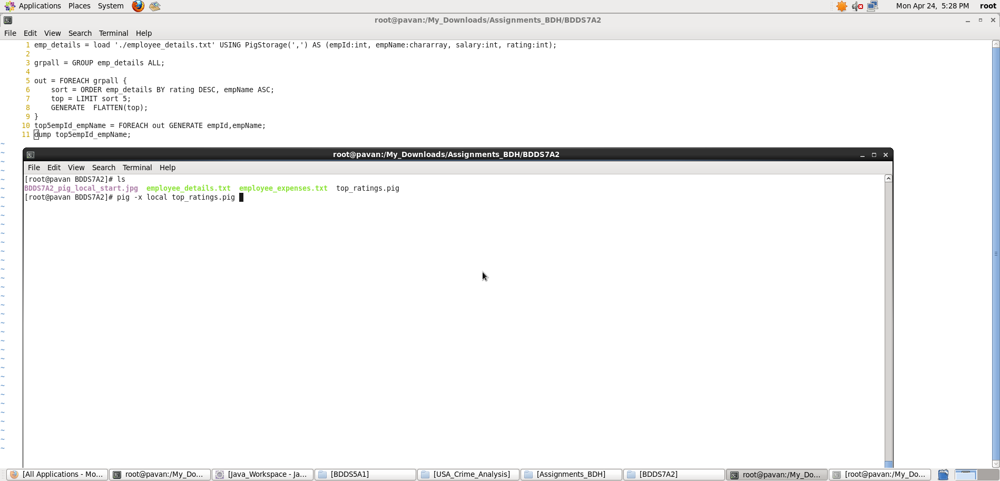 Applications Places System Mon Apr 24, 5:28 PM root
root@pavan:/My_Downloads/Assignments_BDH/BDDS7A2
File Edit View Search Terminal Help
1 emp_details = load './employee_details.txt' USING PigStorage(',') AS (empId:int, empName:chararray, salary:int, rating:int);
2
3 grpall = GROUP emp_details ALL;
4
5 out = FOREACH grpall {
6     sort = ORDER emp_details BY rating DESC, empName ASC;
7     top = LIMIT sort 5;
8     GENERATE  FLATTEN(top);
9 }
10 top5empId_empName = FOREACH out GENERATE empId,empName;
11 dump top5empId_empName;
root@pavan:/My_Downloads/Assignments_BDH/BDDS7A2
File Edit View Search Terminal Help
[root@pavan BDDS7A2]# ls
BDDS7A2_pig_local_start.jpg  employee_details.txt  employee_expenses.txt  top_ratings.pig
[root@pavan BDDS7A2]# pig -x local top_ratings.pig
[All Applications - Mo... root@pavan:/My_Do... [Java_Workspace - Ja... [BDDS5A1] [USA_Crime_Analysis] [Assignments_BDH] [BDDS7A2] root@pavan:/My_Do... [root@pavan:/My_Do...